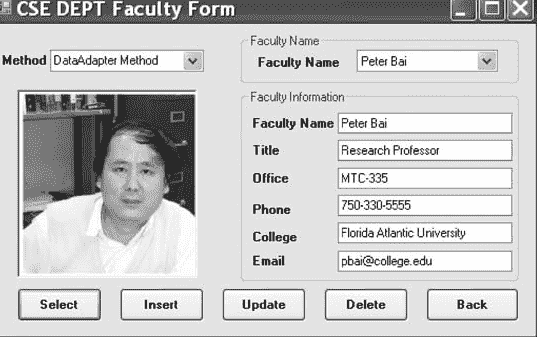 CSE DEPT Faculty Form
Method DataAdapter Method
Faculty Name
Faculty Name Peter Bai
Faculty Information
Faculty Name Peter Bai
Title Research Professor
Office MTC-335
Phone 750-330-5555
College Florida Atlantic University
Email pbai@college.edu
Select Insert Update Delete Back